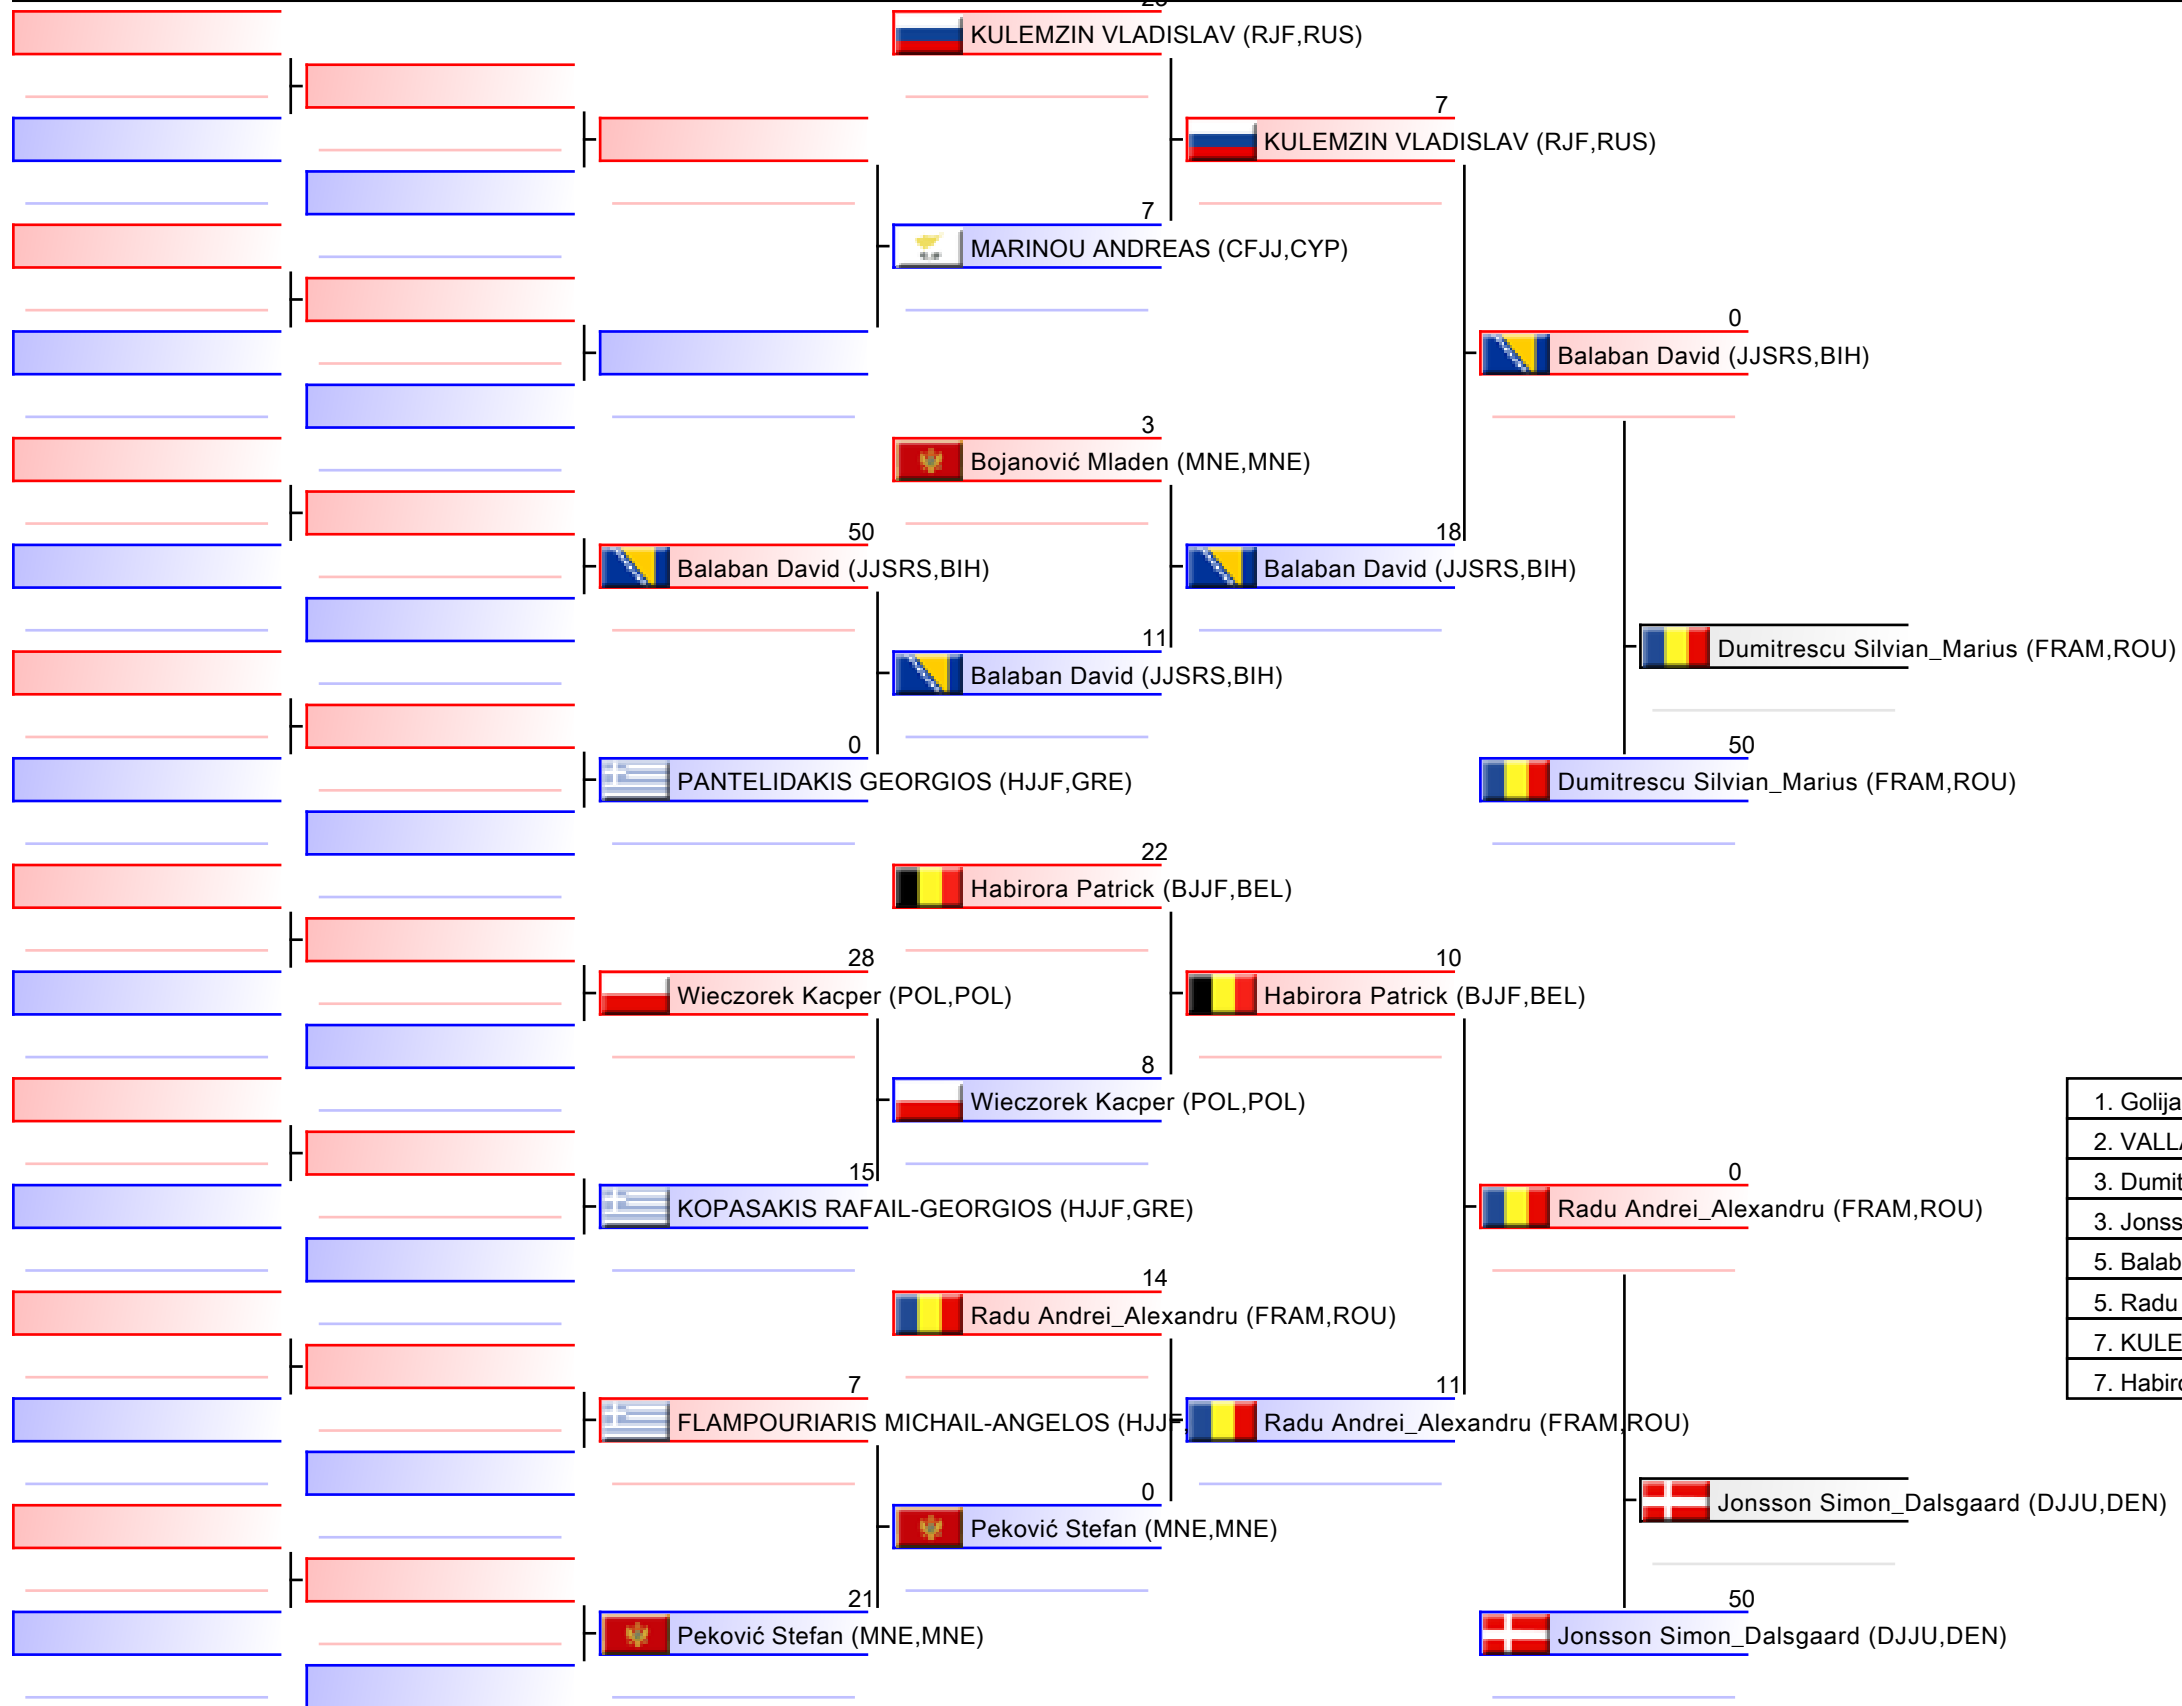 KULEMZIN VLADISLAV (RJF,RUS)
7
KULEMZIN VLADISLAV (RJF,RUS)
7
MARINOU ANDREAS (CFJJ,CYP)
0
Balaban David (JJSRS,BIH)
3
Bojanović Mladen (MNE,MNE)
50
Balaban David (JJSRS,BIH)
18
Balaban David (JJSRS,BIH)
11
Balaban David (JJSRS,BIH)
Dumitrescu Silvian_Marius (FRAM,ROU)
0
PANTELIDAKIS GEORGIOS (HJJF,GRE)
50
Dumitrescu Silvian_Marius (FRAM,ROU)
22
Habirora Patrick (BJJF,BEL)
28
Wieczorek Kacper (POL,POL)
10
Habirora Patrick (BJJF,BEL)
8
Wieczorek Kacper (POL,POL)
15
KOPASAKIS RAFAIL-GEORGIOS (HJJF,GRE)
0
Radu Andrei_Alexandru (FRAM,ROU)
14
Radu Andrei_Alexandru (FRAM,ROU)
7
FLAMPOURIARIS MICHAIL-ANGELOS (HJJF,
11
Radu Andrei_Alexandru (FRAM,ROU)
0
Peković Stefan (MNE,MNE)
Jonsson Simon_Dalsgaard (DJJU,DEN)
21
Peković Stefan (MNE,MNE)
50
Jonsson Simon_Dalsgaard (DJJU,DEN)
1. Golija
2. VALLA
3. Dumit
3. Jonss
5. Balab
5. Radu
7. KULE
7. Habir